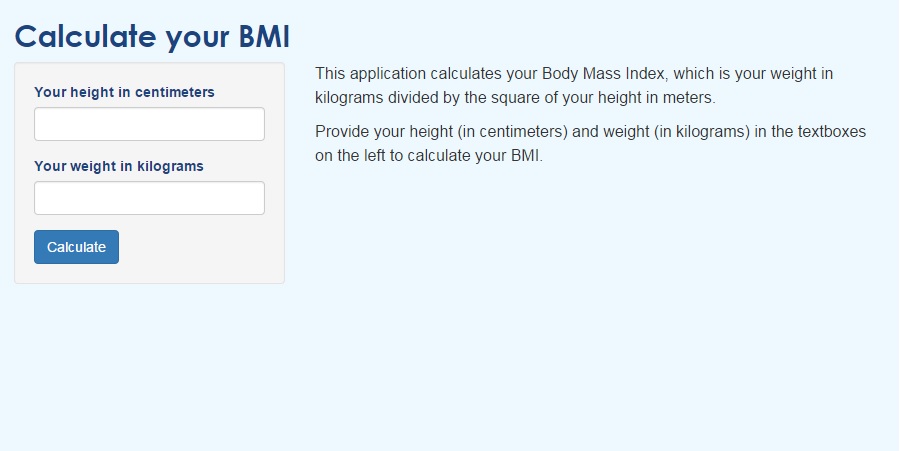 Calculate your BMI
Your height in centimeters
Your weight in kilograms
Calculate
This application calculates your Body Mass Index, which is your weight in
kilograms divided by the square of your height in meters.
Provide your height (in centimeters) and weight (in kilograms) in the textboxes
on the left to calculate your BMI.